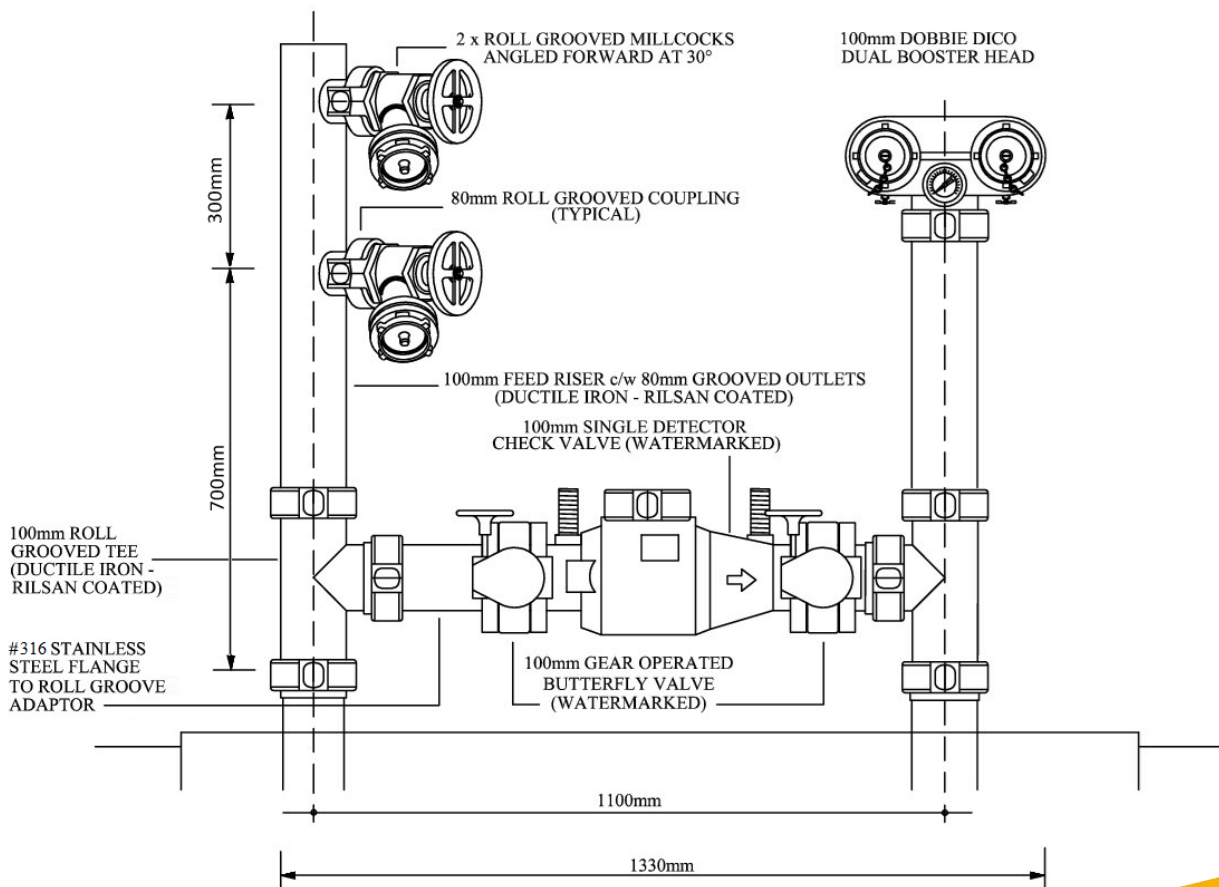 2 x ROLL GROOVED MILLCOCKS
ANGLED FORWARD AT 30°
100mm DOBBIE DICO
DUAL BOOSTER HEAD
300mm
80mm ROLL GROOVED COUPLING
(TYPICAL)
700mm
100mm FEED RISER c/w 80mm GROOVED OUTLETS
(DUCTILE IRON - RILSAN COATED)
100mm SINGLE DETECTOR
CHECK VALVE (WATERMARKED)
100mm ROLL
GROOVED TEE
(DUCTILE IRON -
RILSAN COATED)
#316 STAINLESS
STEEL FLANGE
TO ROLL GROOVE
ADAPTOR
100mm GEAR OPERATED
BUTTERFLY VALVE
(WATERMARKED)
1100mm
1330mm